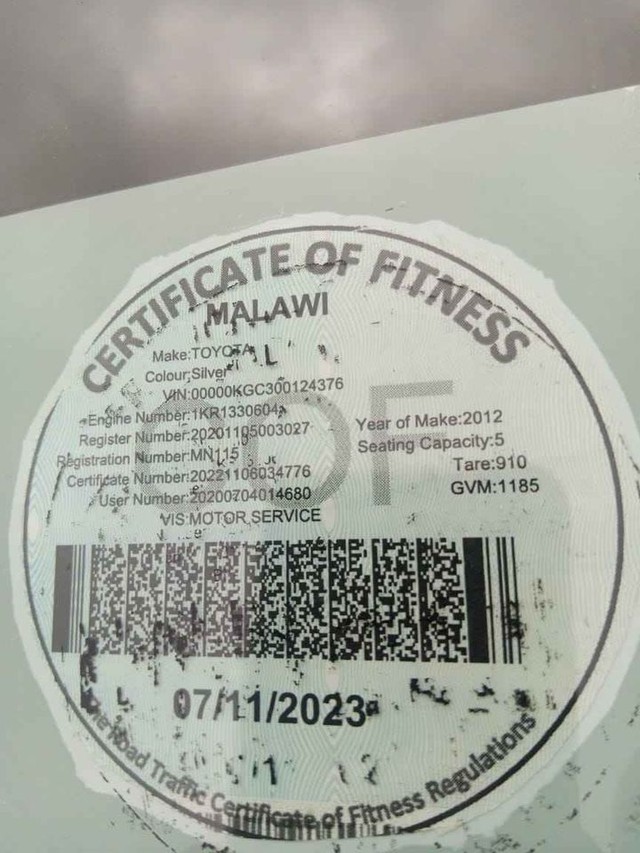 CERTIFICATE OF FITNESS
MALAWI
Make:TOYOTA
Colour:Silver
VIN:00000KGC300124376
Engine Number:1KR1330604
Register Number:20201105003027
Registration Number:MN115
Certificate Number:20221106034776
User Number:20200704014680
VIS:MOTOR SERVICE
Year of Make:2012
Seating Capacity:5
Tare:910
GVM:1185
COF
07/11/2023
The Road Traffic Certificate of Fitness Regulations